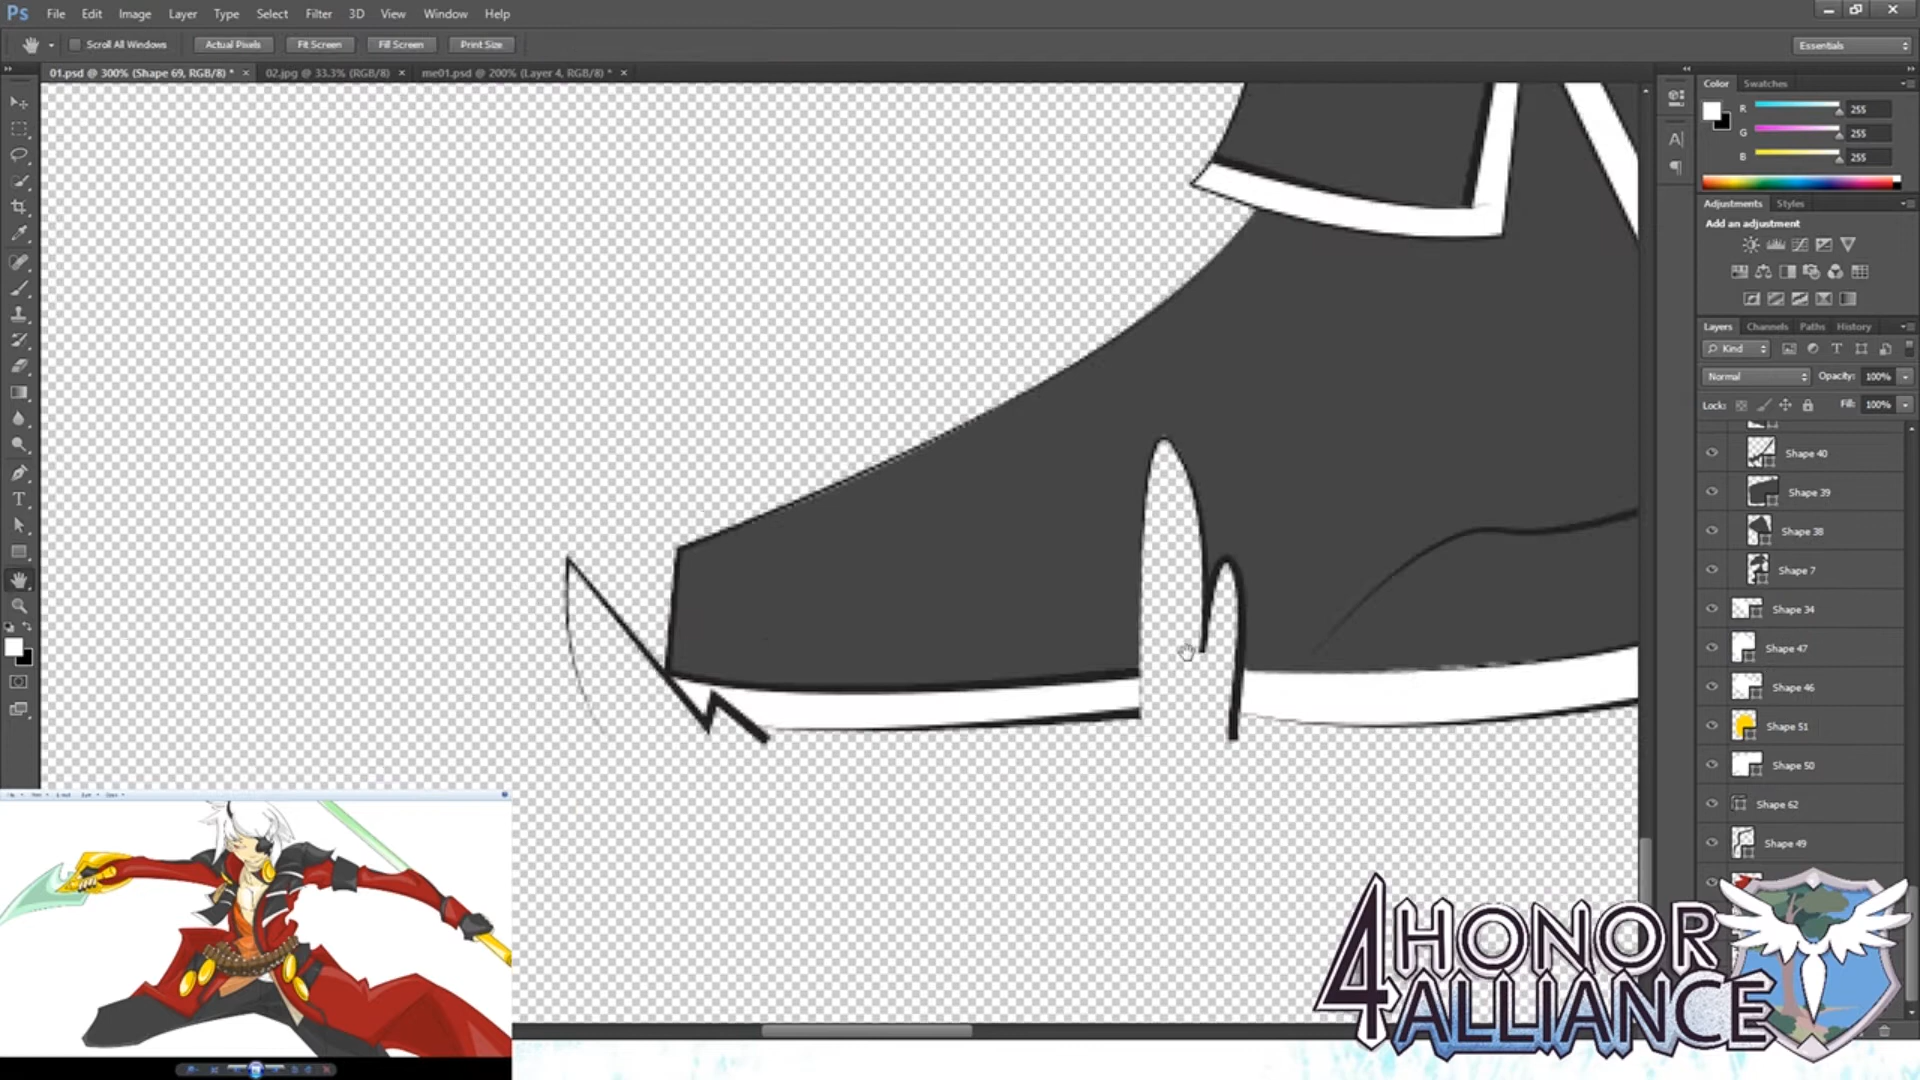 Ps File Edit Image Layer Type Select Filter 3D View Window Help
Scroll All Windows Actual Pixels Fit Screen Fill Screen Print Size Essentials
01.psd @ 300% (Shape 69, RGB/8) * × 02.jpg @ 33.3% (RGB/8) × me01.psd @ 200% (Layer 4, RGB/8) * ×
Color Swatches
R 255
G 255
B 255
Adjustments Styles
Add an adjustment
Layers Channels Paths History
Kind
Normal Opacity: 100%
Lock: Fill: 100%
Shape 40
Shape 39
Shape 38
Shape 7
Shape 34
Shape 47
Shape 46
Shape 51
Shape 50
Shape 62
Shape 49
4HONOR
4ALLIANCE